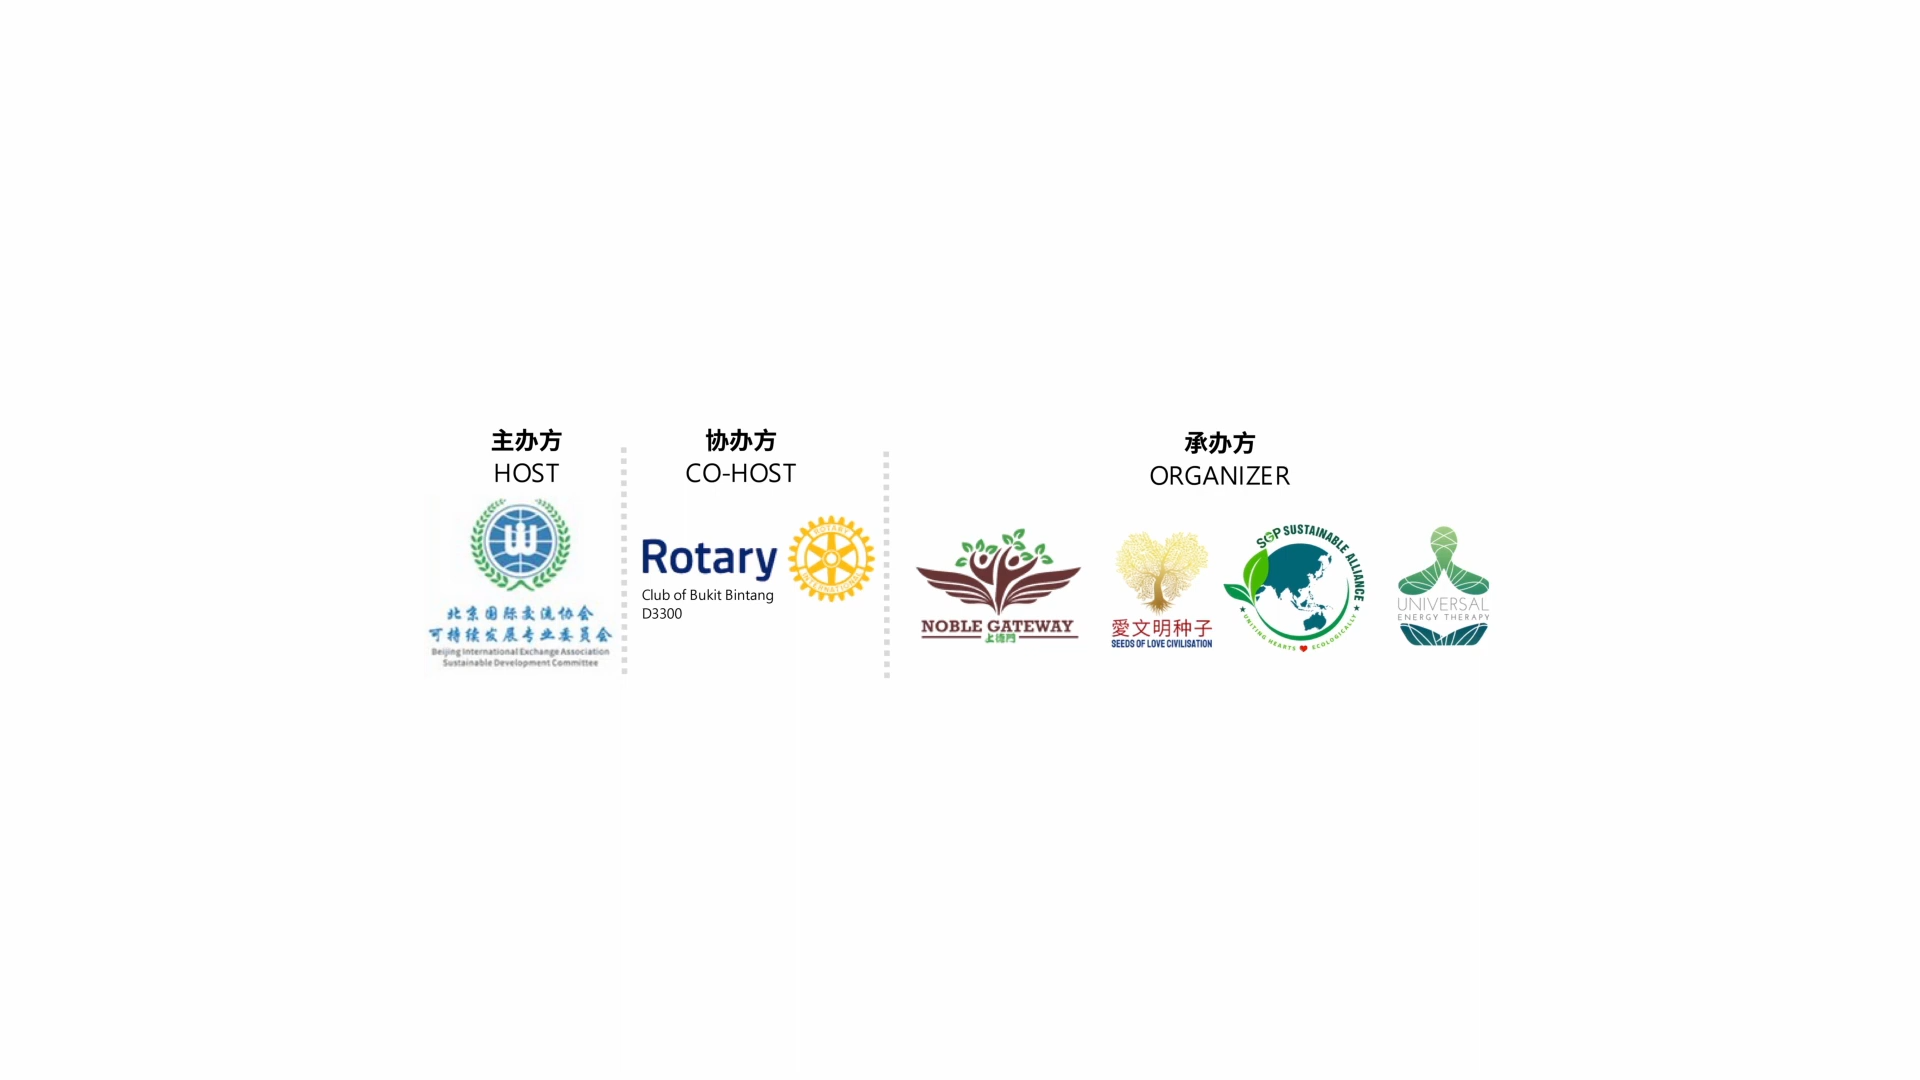 主办方
HOST
北京国际交流协会
可持续发展专业委员会
Beijing International Exchange Association
Sustainable Development Committee
协办方
CO-HOST
Rotary
Club of Bukit Bintang
D3300
ROTARY
INTERNATIONAL
承办方
ORGANIZER
NOBLE GATEWAY
上德門
愛文明种子
SEEDS OF LOVE CIVILISATION
SGP SUSTAINABLE ALLIANCE
UNITING HEARTS ECOLOGICALLY
UNIVERSAL
ENERGY THERAPY